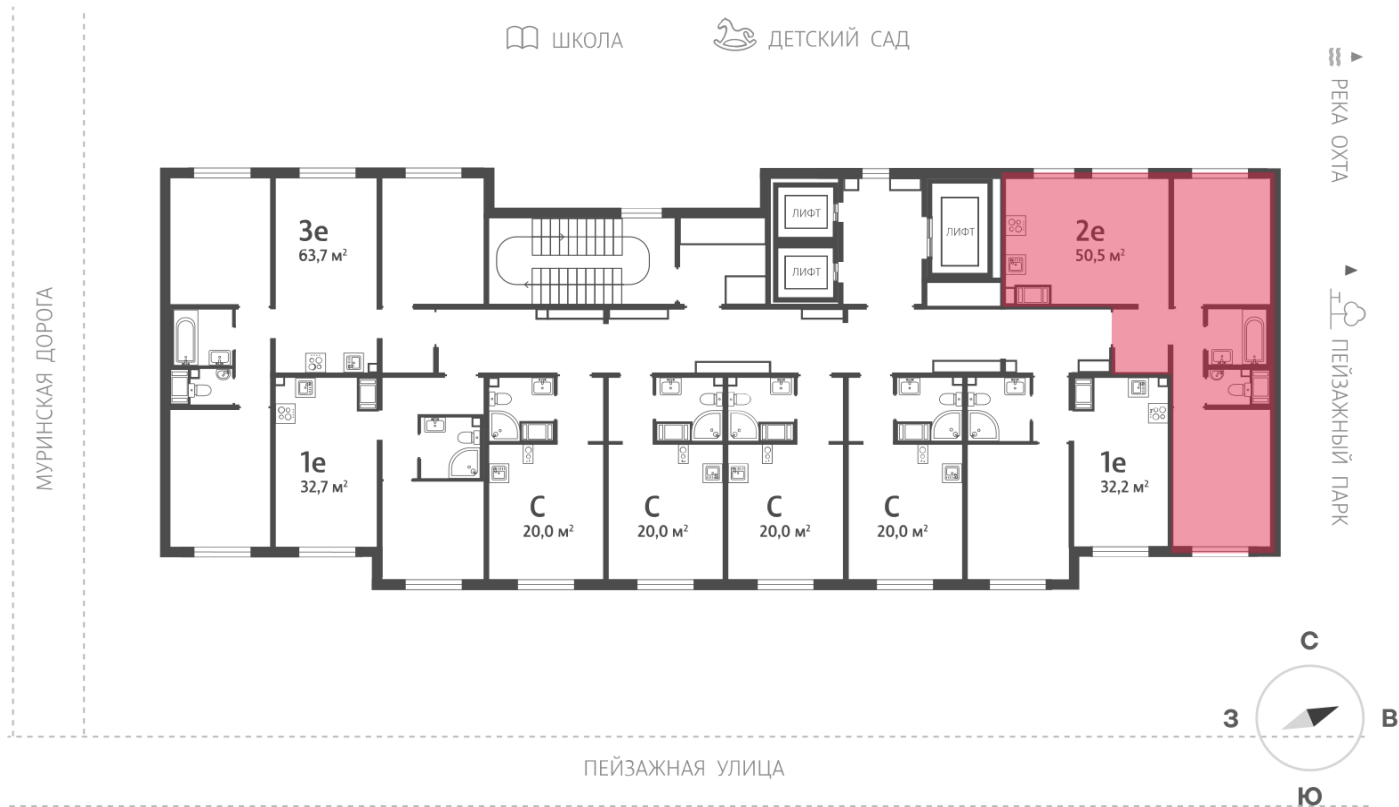 ШКОЛА
ДЕТСКИЙ САД
РЕКА ОХТА
ПЕЙЗАЖНЫЙ ПАРК
МУРИНСКАЯ ДОРОГА
3е
63,7 м²
ЛИФТ
ЛИФТ
ЛИФТ
2е
50,5 м²
1е
32,7 м²
С
20,0 м²
С
20,0 м²
С
20,0 м²
С
20,0 м²
1е
32,2 м²
С
З
В
Ю
ПЕЙЗАЖНАЯ УЛИЦА